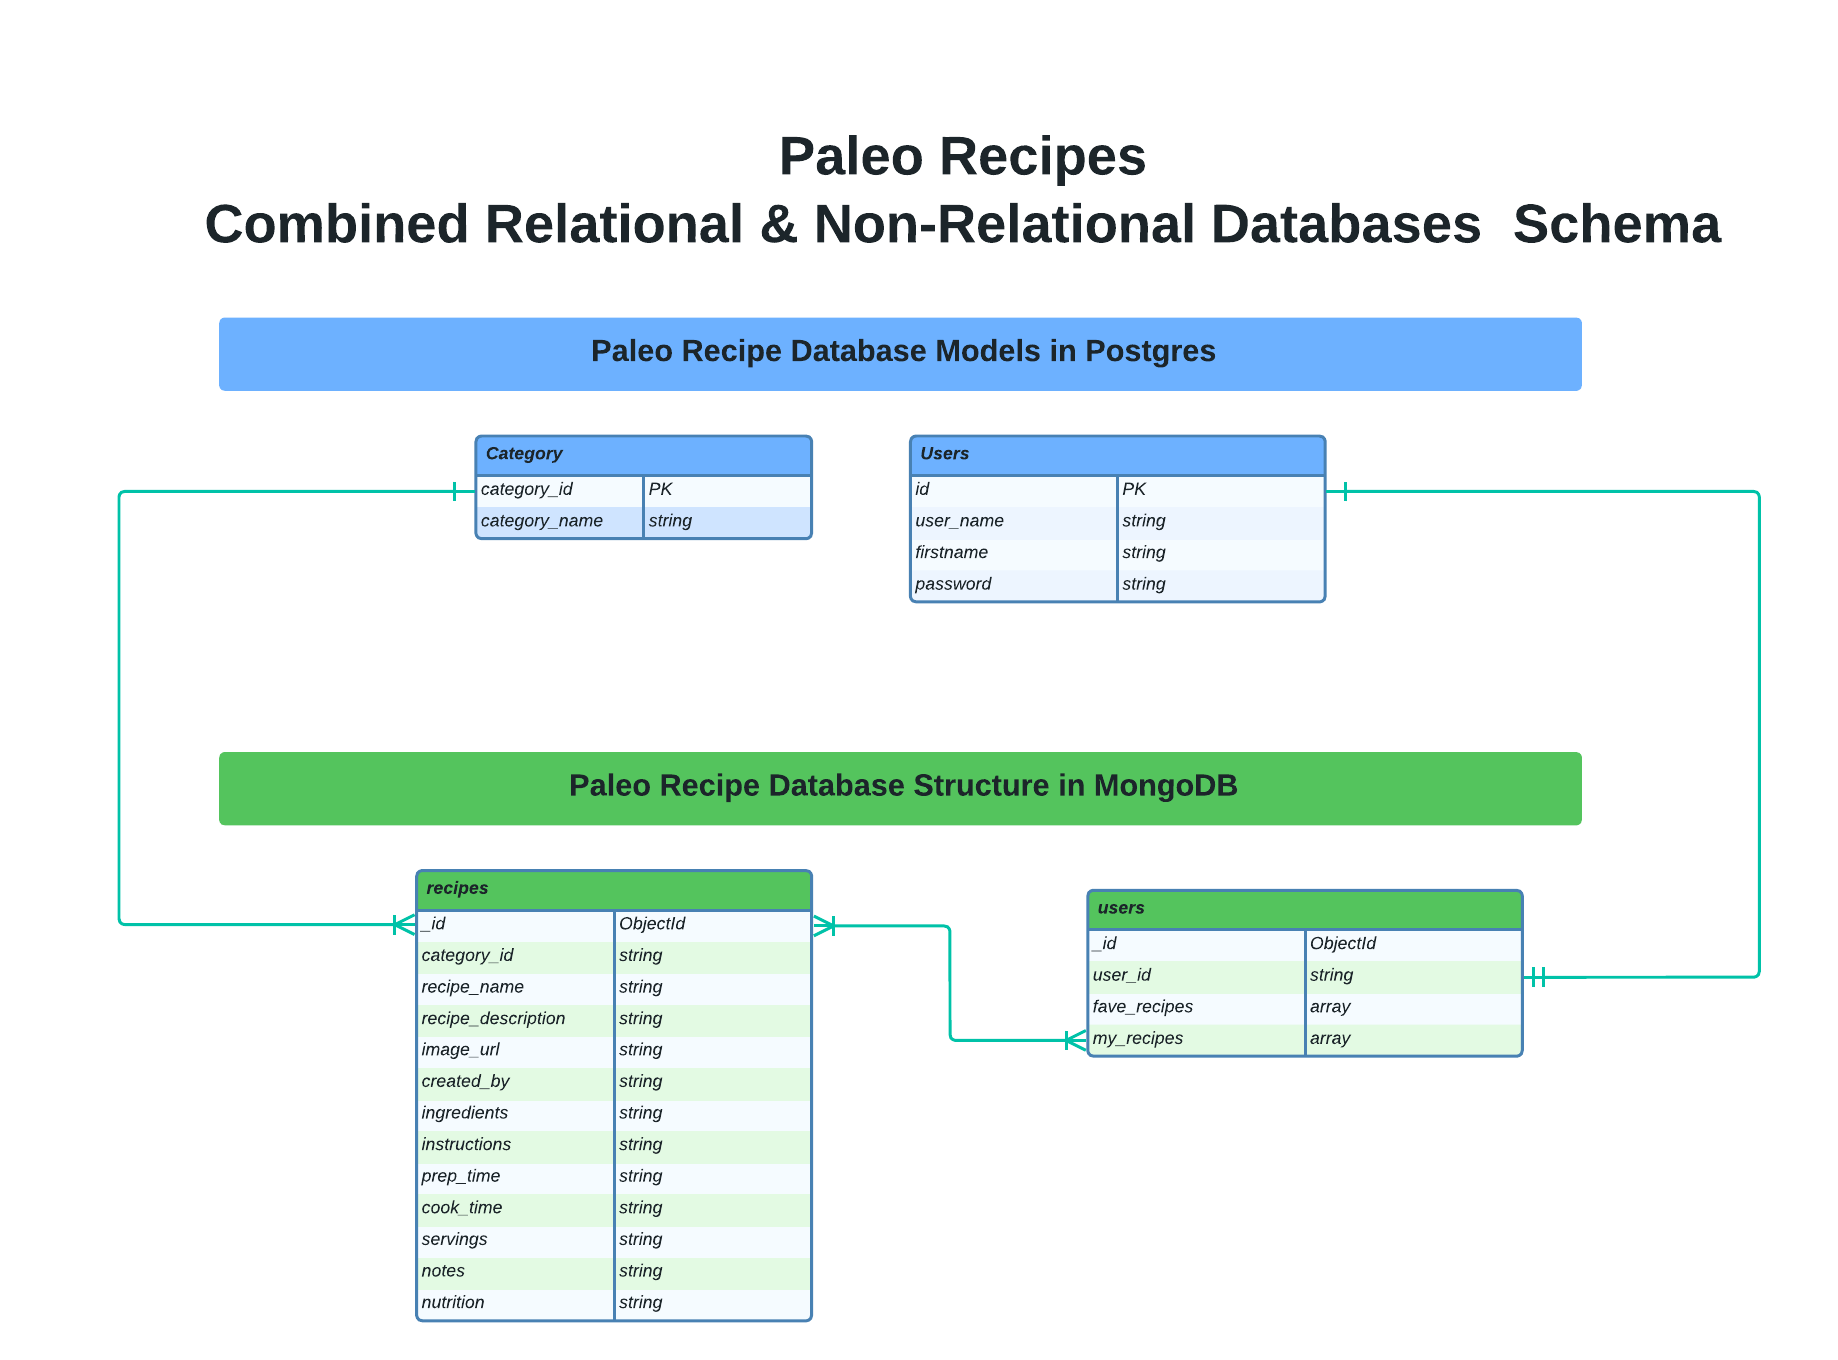 Paleo Recipes
Combined Relational & Non-Relational Databases  Schema
Paleo Recipe Database Models in Postgres
Category
category_id PK
category_name string
Users
id PK
user_name string
firstname string
password string
Paleo Recipe Database Structure in MongoDB
recipes
_id ObjectId
category_id string
recipe_name string
recipe_description string
image_url string
created_by string
ingredients string
instructions string
prep_time string
cook_time string
servings string
notes string
nutrition string
users
_id ObjectId
user_id string
fave_recipes array
my_recipes array